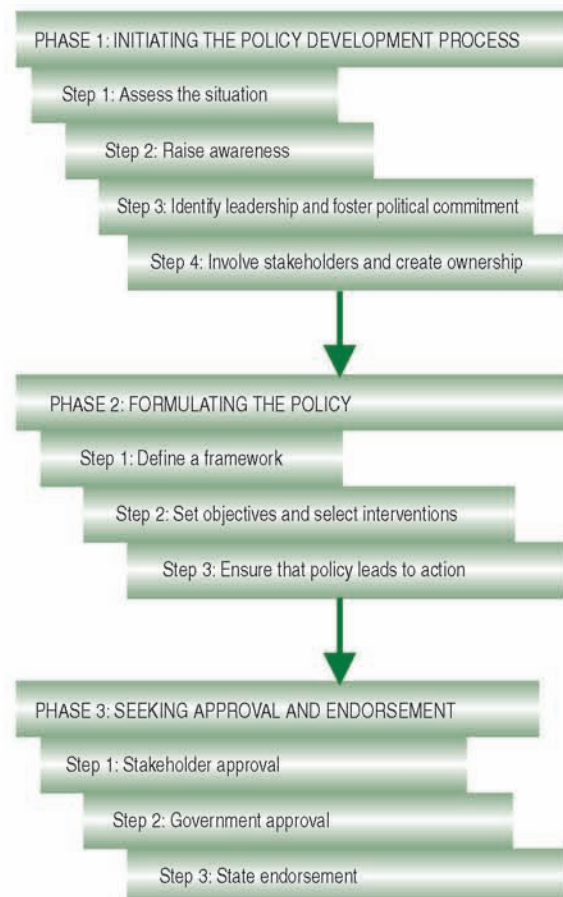 PHASE 1: INITIATING THE POLICY DEVELOPMENT PROCESS
Step 1: Assess the situation
Step 2: Raise awareness
Step 3: Identify leadership and foster political commitment
Step 4: Involve stakeholders and create ownership
PHASE 2: FORMULATING THE POLICY
Step 1: Define a framework
Step 2: Set objectives and select interventions
Step 3: Ensure that policy leads to action
PHASE 3: SEEKING APPROVAL AND ENDORSEMENT
Step 1: Stakeholder approval
Step 2: Government approval
Step 3: State endorsement